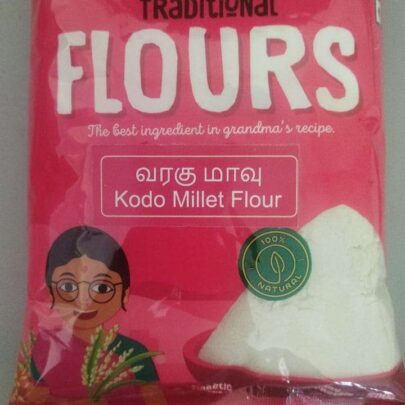 TRADITIONAL
FLOURS
The best ingredient in grandma's recipe.
வரகு மாவு
Kodo Millet Flour
100%
NATURAL